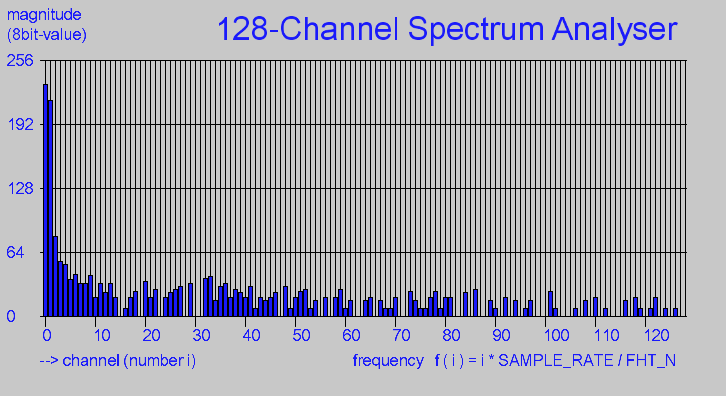 magnitude
(8bit-value)
128-Channel Spectrum Analyser
256
192
128
64
0
0 10 20 30 40 50 60 70 80 90 100 110 120
--> channel (number i)
frequency f ( i ) = i * SAMPLE_RATE / FHT_N